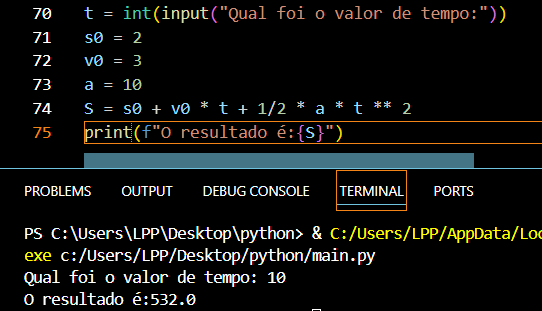 70 t = int(input("Qual foi o valor de tempo:"))
71 s0 = 2
72 v0 = 3
73 a = 10
74 S = s0 + v0 * t + 1/2 * a * t ** 2
75 print(f"O resultado é:{S}")
PROBLEMS OUTPUT DEBUG CONSOLE TERMINAL PORTS
PS C:\Users\LPP\Desktop\python> & C:/Users/LPP/AppData/Loc
exe c:/Users/LPP/Desktop/python/main.py
Qual foi o valor de tempo: 10
O resultado é:532.0